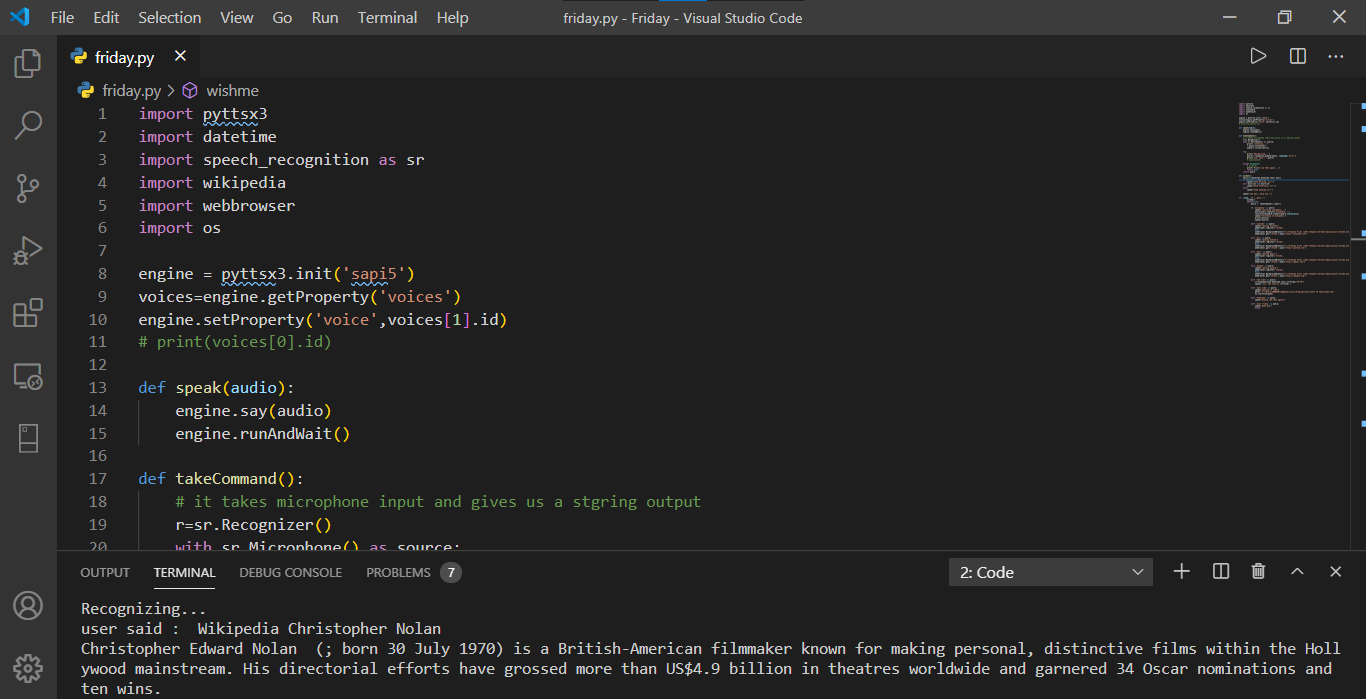 File Edit Selection View Go Run Terminal Help friday.py - Friday - Visual Studio Code
friday.py
friday.py > wishme
1 import pyttsx3
2 import datetime
3 import speech_recognition as sr
4 import wikipedia
5 import webbrowser
6 import os
7
8 engine = pyttsx3.init('sapi5')
9 voices=engine.getProperty('voices')
10 engine.setProperty('voice',voices[1].id)
11 # print(voices[0].id)
12
13 def speak(audio):
14 engine.say(audio)
15 engine.runAndWait()
16
17 def takeCommand():
18 # it takes microphone input and gives us a stgring output
19 r=sr.Recognizer()
20 with sr.Microphone() as source:
OUTPUT TERMINAL DEBUG CONSOLE PROBLEMS 7 2: Code
Recognizing...
user said :  Wikipedia Christopher Nolan
Christopher Edward Nolan  (; born 30 July 1970) is a British-American filmmaker known for making personal, distinctive films within the Holl
ywood mainstream. His directorial efforts have grossed more than US$4.9 billion in theatres worldwide and garnered 34 Oscar nominations and
ten wins.